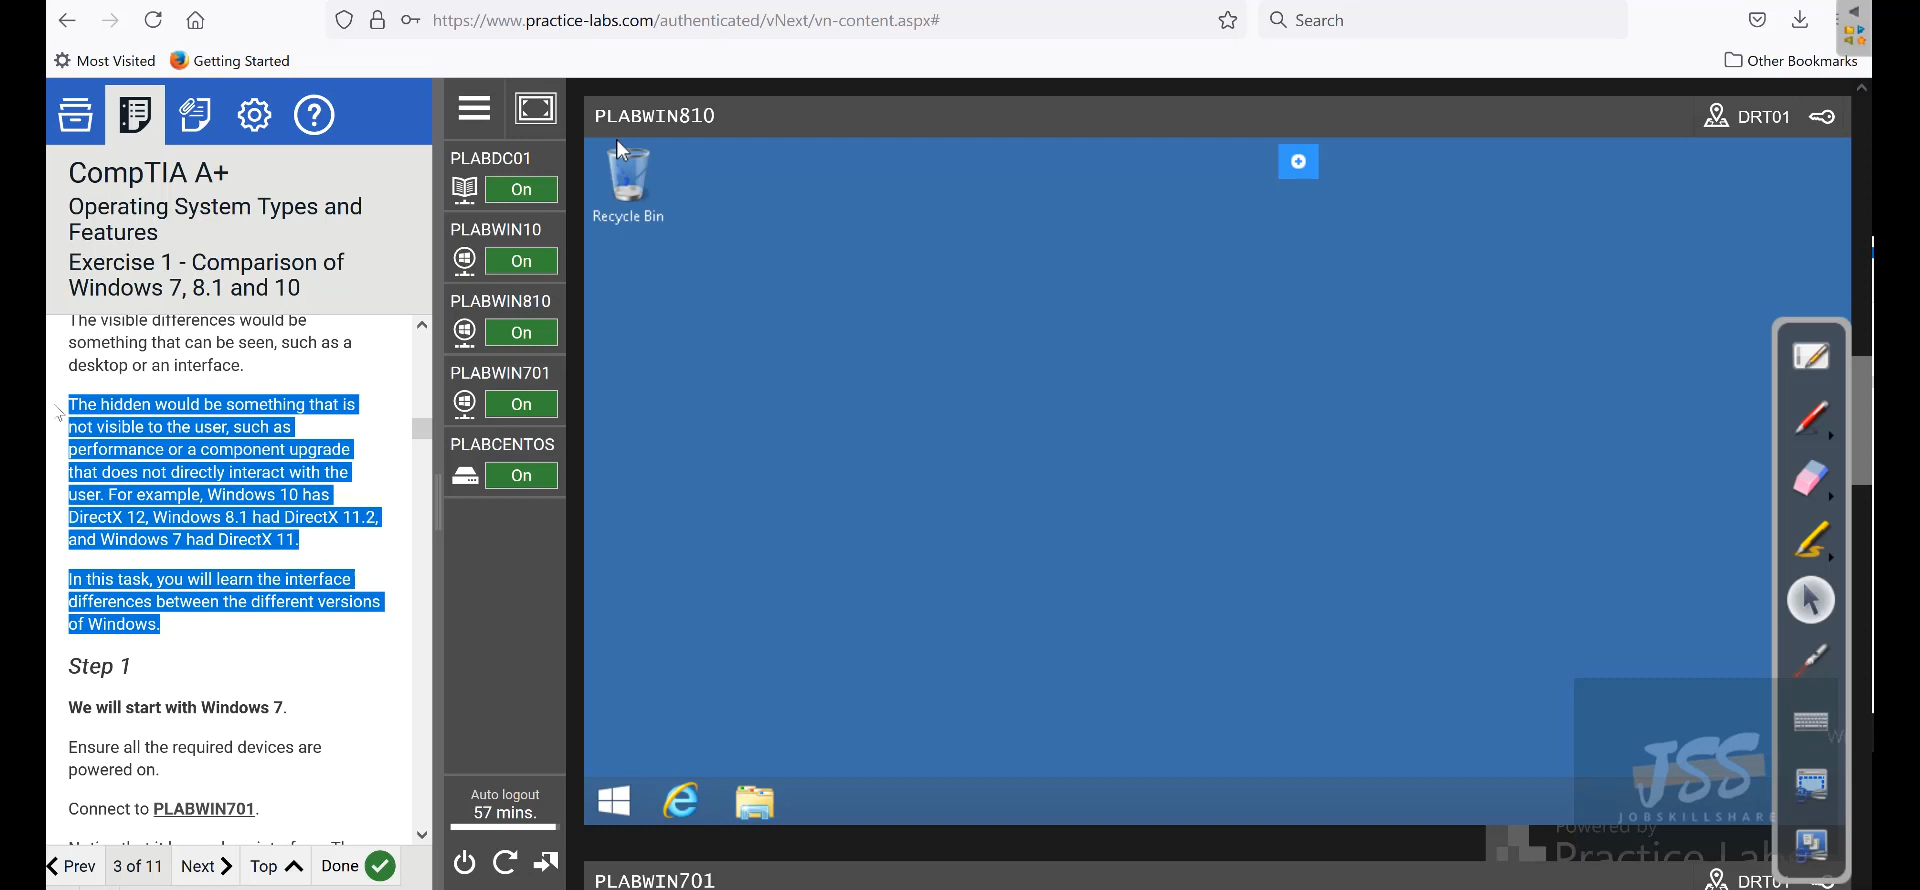 https://www.practice-labs.com/authenticated/vNext/vn-content.aspx#
Search
Most Visited
Getting Started
Other Bookmarks
CompTIA A+
Operating System Types and
Features
Exercise 1 - Comparison of
Windows 7, 8.1 and 10
The visible differences would be
something that can be seen, such as a
desktop or an interface.
The hidden would be something that is
not visible to the user, such as
performance or a component upgrade
that does not directly interact with the
user. For example, Windows 10 has
DirectX 12, Windows 8.1 had DirectX 11.2,
and Windows 7 had DirectX 11.
In this task, you will learn the interface
differences between the different versions
of Windows.
Step 1
We will start with Windows 7.
Ensure all the required devices are
powered on.
Connect to PLABWIN701.
Prev
3 of 11
Next
Top
Done
PLABDC01
On
PLABWIN10
On
PLABWIN810
On
PLABWIN701
On
PLABCENTOS
On
Auto logout
57 mins.
PLABWIN810
DRT01
Recycle Bin
JSS
JOBSKILLSHARE
Powered by
Practice Lab
PLABWIN701
DRT01